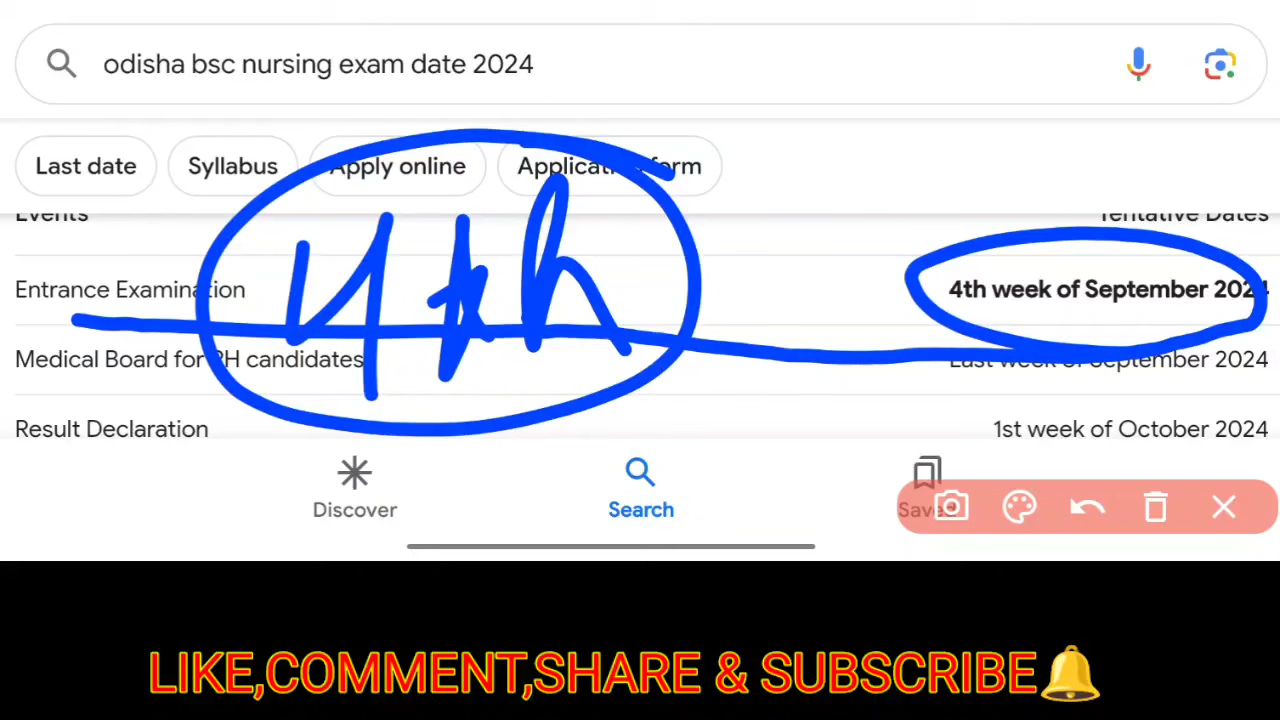 odisha bsc nursing exam date 2024
Last date Syllabus Apply online Application form
Events Tentative Dates
4th
Entrance Examination 4th week of September 2024
Medical Board for PH candidates Last week of September 2024
Result Declaration 1st week of October 2024
Discover Search Saved
LIKE,COMMENT,SHARE & SUBSCRIBE🔔